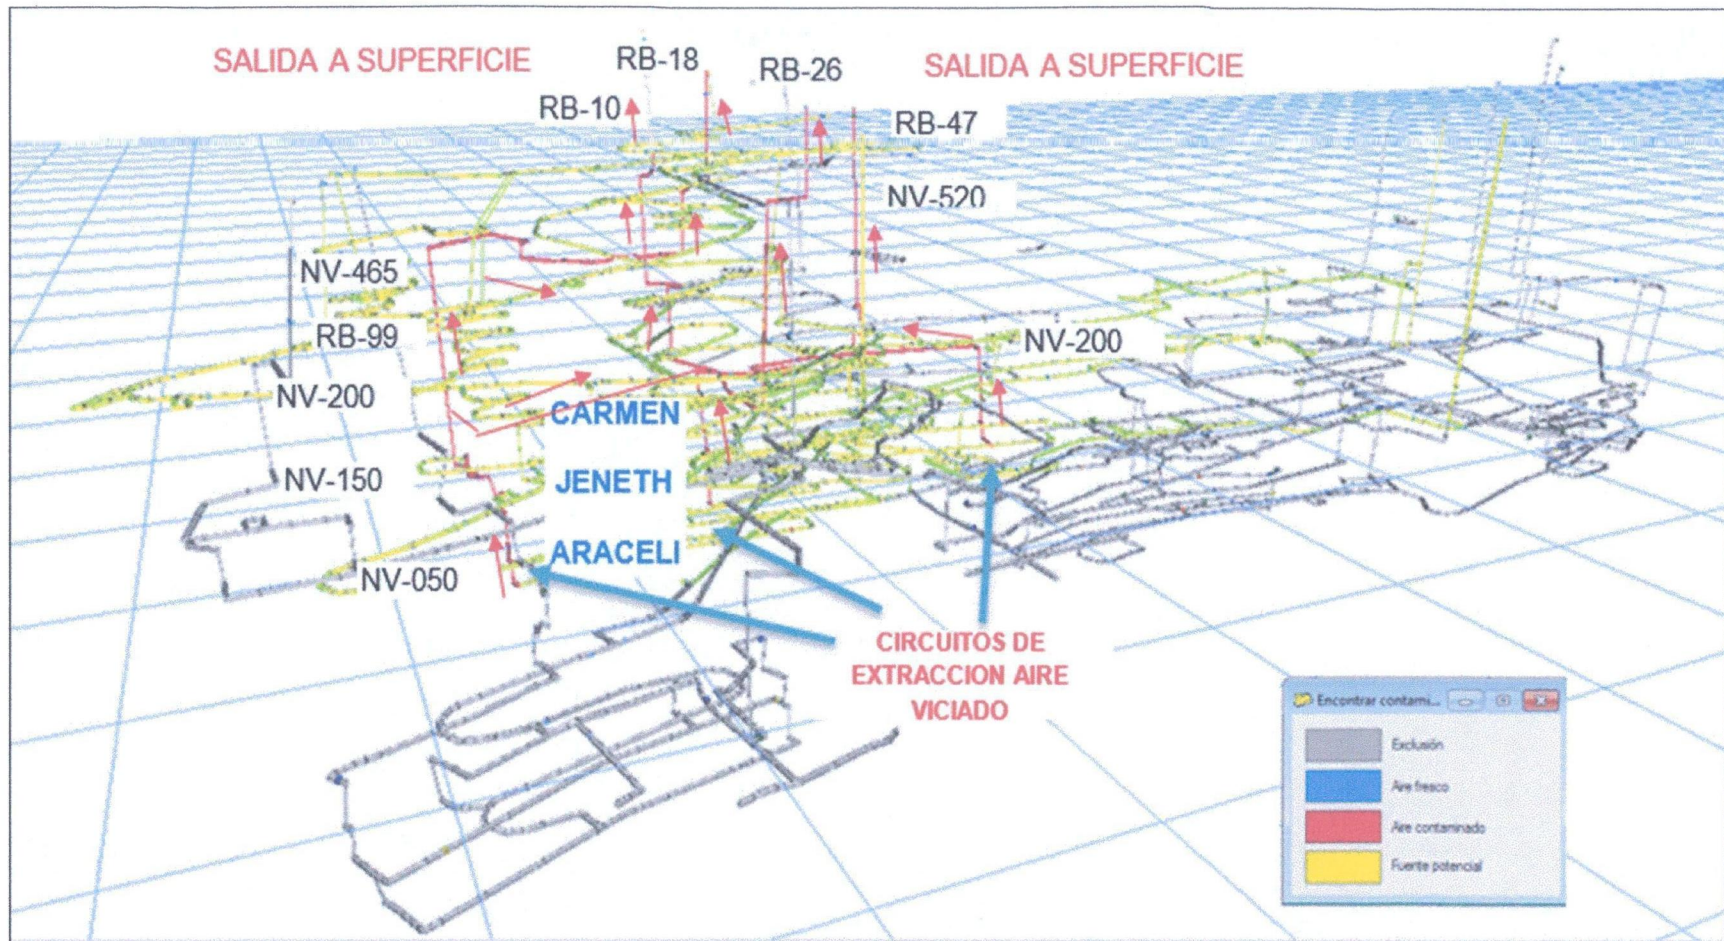 SALIDA A SUPERFICIE
RB-18
RB-26
SALIDA A SUPERFICIE
RB-10
RB-47
NV-520
NV-465
RB-99
NV-200
NV-200
CARMEN
NV-150
JENETH
ARACELI
NV-050
CIRCUITOS DE
EXTRACCION AIRE
VICIADO
Encontrar contami...
Exclusión
Aire fresco
Aire contaminado
Fuente potencial